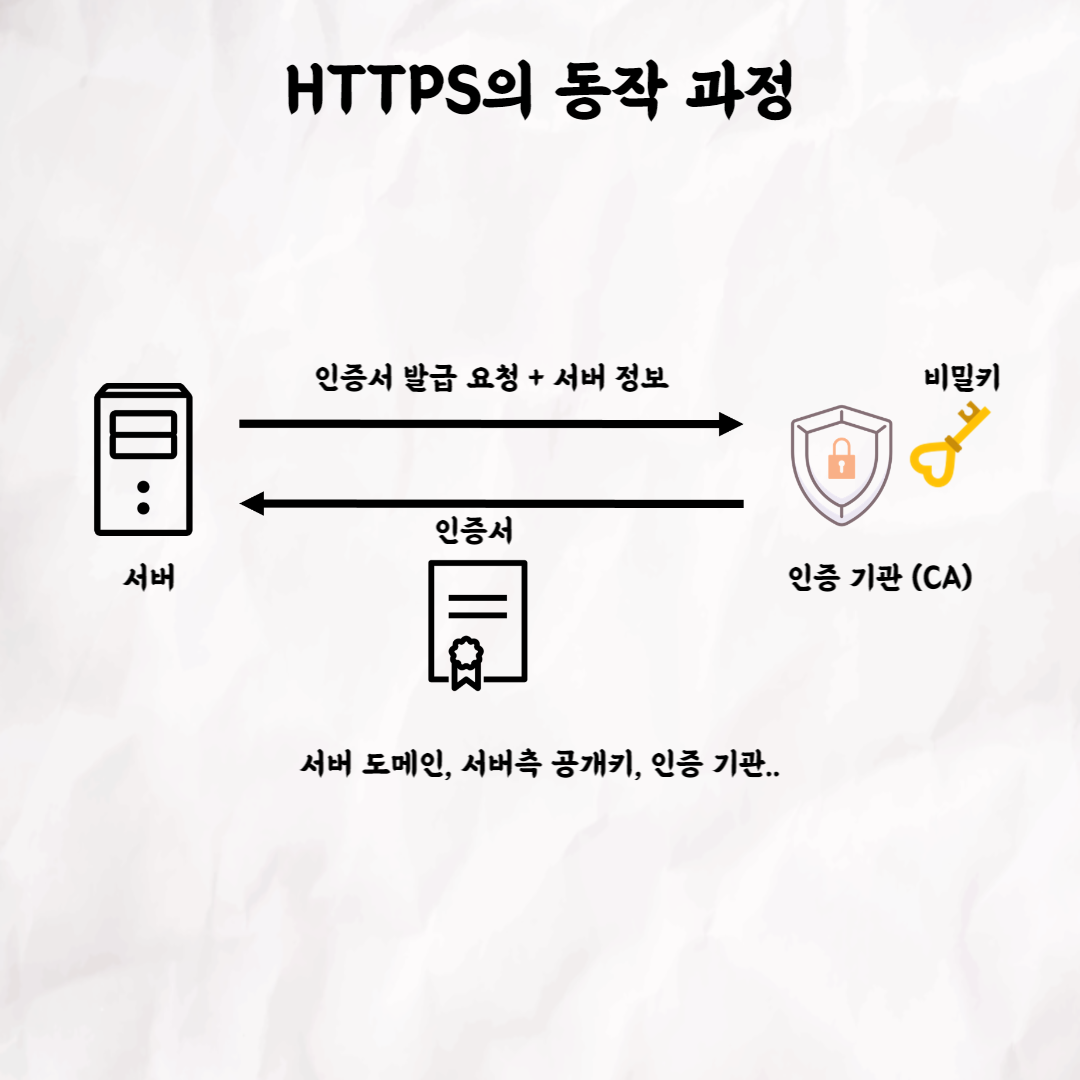 HTTPS의 동작 과정
인증서 발급 요청 + 서버 정보
비밀키
인증서
서버
인증 기관 (CA)
서버 도메인, 서버측 공개키, 인증 기관..